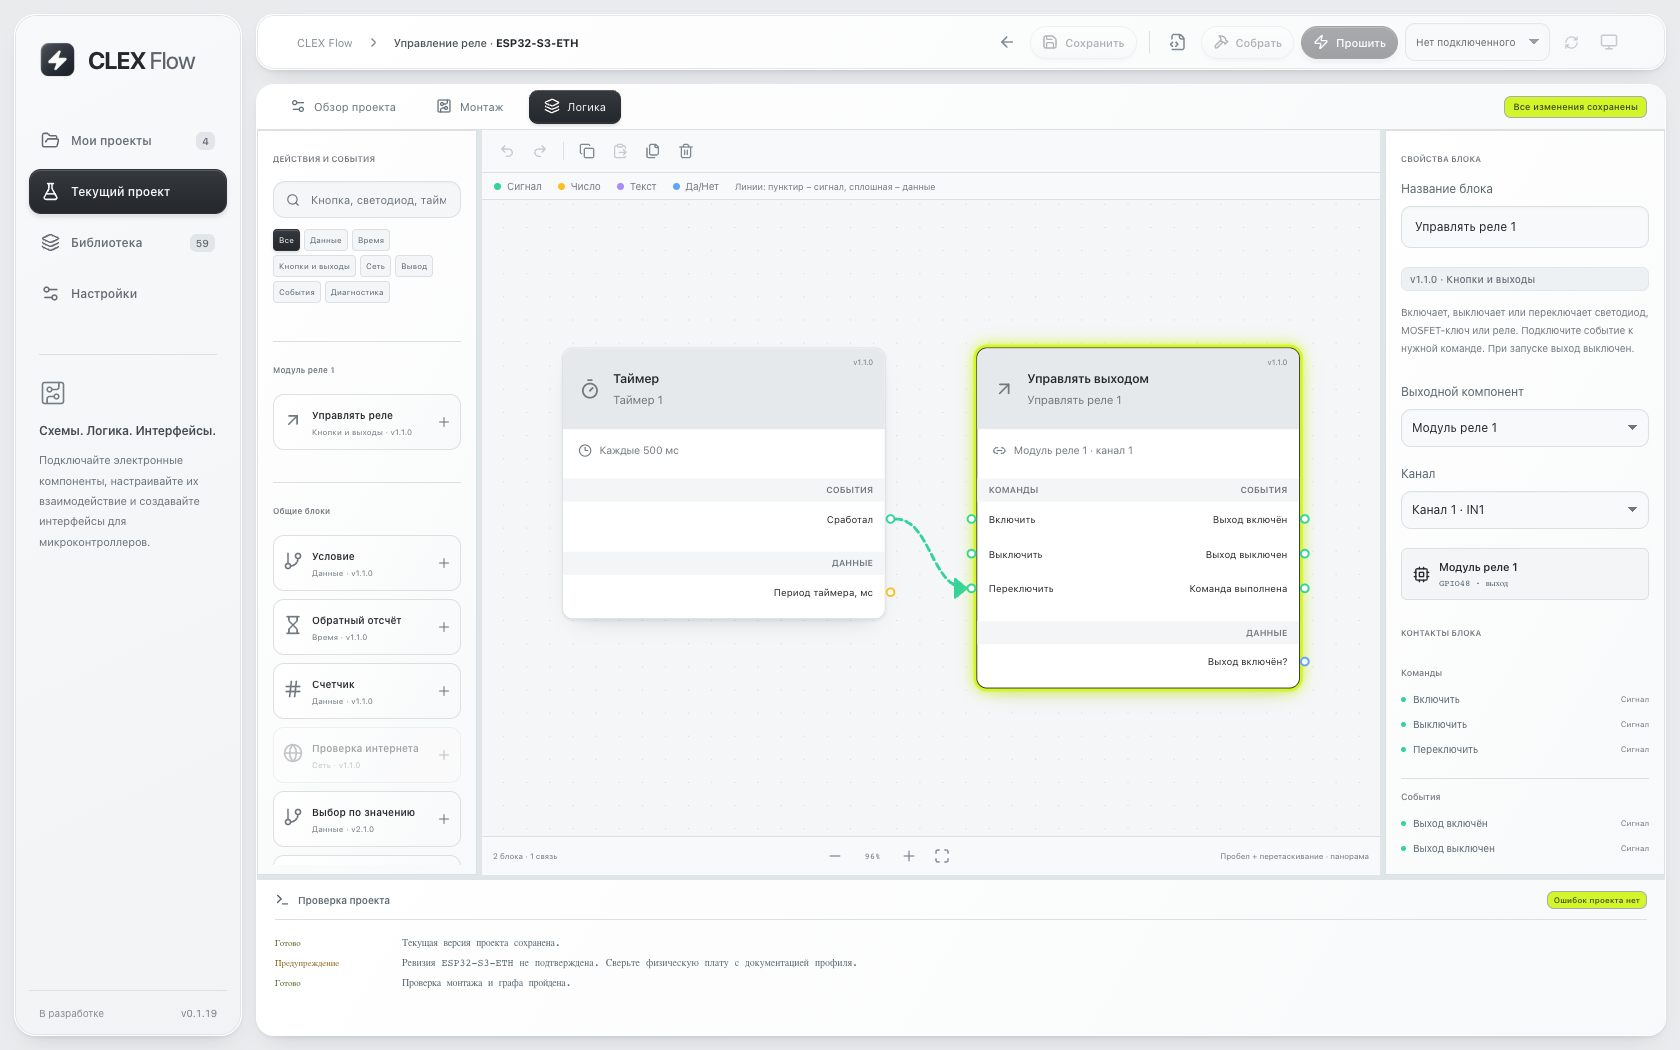 CLEX Flow
Мои проекты 4
Текущий проект
Библиотека 59
Настройки
Схемы. Логика. Интерфейсы.
Подключайте электронные
компоненты, настраивайте их
взаимодействие и создавайте
интерфейсы для
микроконтроллеров.
В разработке v0.1.19
CLEX Flow Управление реле · ESP32-S3-ETH
Сохранить
Собрать
Прошить
Нет подключенного
Обзор проекта
Монтаж
Логика
Все изменения сохранены
ДЕЙСТВИЯ И СОБЫТИЯ
Кнопка, светодиод, тайм
Все Данные Время
Кнопки и выходы Сеть Вывод
События Диагностика
Модуль реле 1
Управлять реле
Кнопки и выходы · v1.1.0
Общие блоки
Условие
Данные · v1.1.0
Обратный отсчёт
Время · v1.1.0
Счетчик
Данные · v1.1.0
Проверка интернета
Сеть · v1.1.0
Выбор по значению
Данные · v2.1.0
Сигнал Число Текст Да/Нет Линии: пунктир – сигнал, сплошная – данные
v1.1.0
Таймер
Таймер 1
Каждые 500 мс
СОБЫТИЯ
Сработал
ДАННЫЕ
Период таймера, мс
v1.1.0
Управлять выходом
Управлять реле 1
Модуль реле 1 · канал 1
КОМАНДЫ СОБЫТИЯ
Включить Выход включён
Выключить Выход выключен
Переключить Команда выполнена
ДАННЫЕ
Выход включён?
2 блока · 1 связь
96%
Пробел + перетаскивание · панорама
СВОЙСТВА БЛОКА
Название блока
Управлять реле 1
v1.1.0 · Кнопки и выходы
Включает, выключает или переключает светодиод,
MOSFET-ключ или реле. Подключите событие к
нужной команде. При запуске выход выключен.
Выходной компонент
Модуль реле 1
Канал
Канал 1 · IN1
Модуль реле 1
GPIO48 · выход
КОНТАКТЫ БЛОКА
Команды
Включить Сигнал
Выключить Сигнал
Переключить Сигнал
События
Выход включён Сигнал
Выход выключен Сигнал
Проверка проекта
Ошибок проекта нет
Готово Текущая версия проекта сохранена.
Предупреждение Ревизия ESP32-S3-ETH не подтверждена. Сверьте физическую плату с документацией профиля.
Готово Проверка монтажа и графа пройдена.